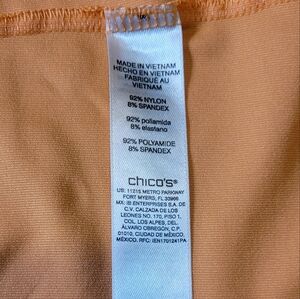 MADE IN VIETNAM
HECHO EN VIETNAM
FABRIQUÉ AU
VIETNAM
92% NYLON
8% SPANDEX
92% poliamida
8% elastano
92% POLYAMIDE
8% SPANDEX
chico's®
US: 11215 METRO PARKWAY
FORT MYERS, FL 33966
MX: IB ENTERPRISES S.A. DE
C.V. CALZADA DE LOS
LEONES NO. 170, PISO 1,
COL. LOS ALPES, DEL.
ÁLVARO OBREGÓN, C.P.
01010, CIUDAD DE MÉXICO,
MÉXICO. RFC: IEN1701241PA